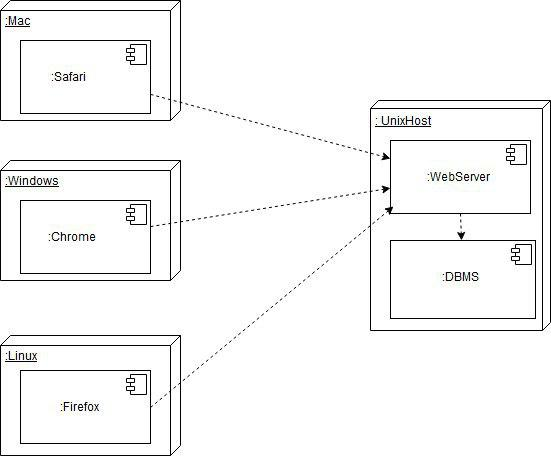 :Mac
:Safari
:Windows
:Chrome
:Linux
:Firefox
: UnixHost
:WebServer
:DBMS